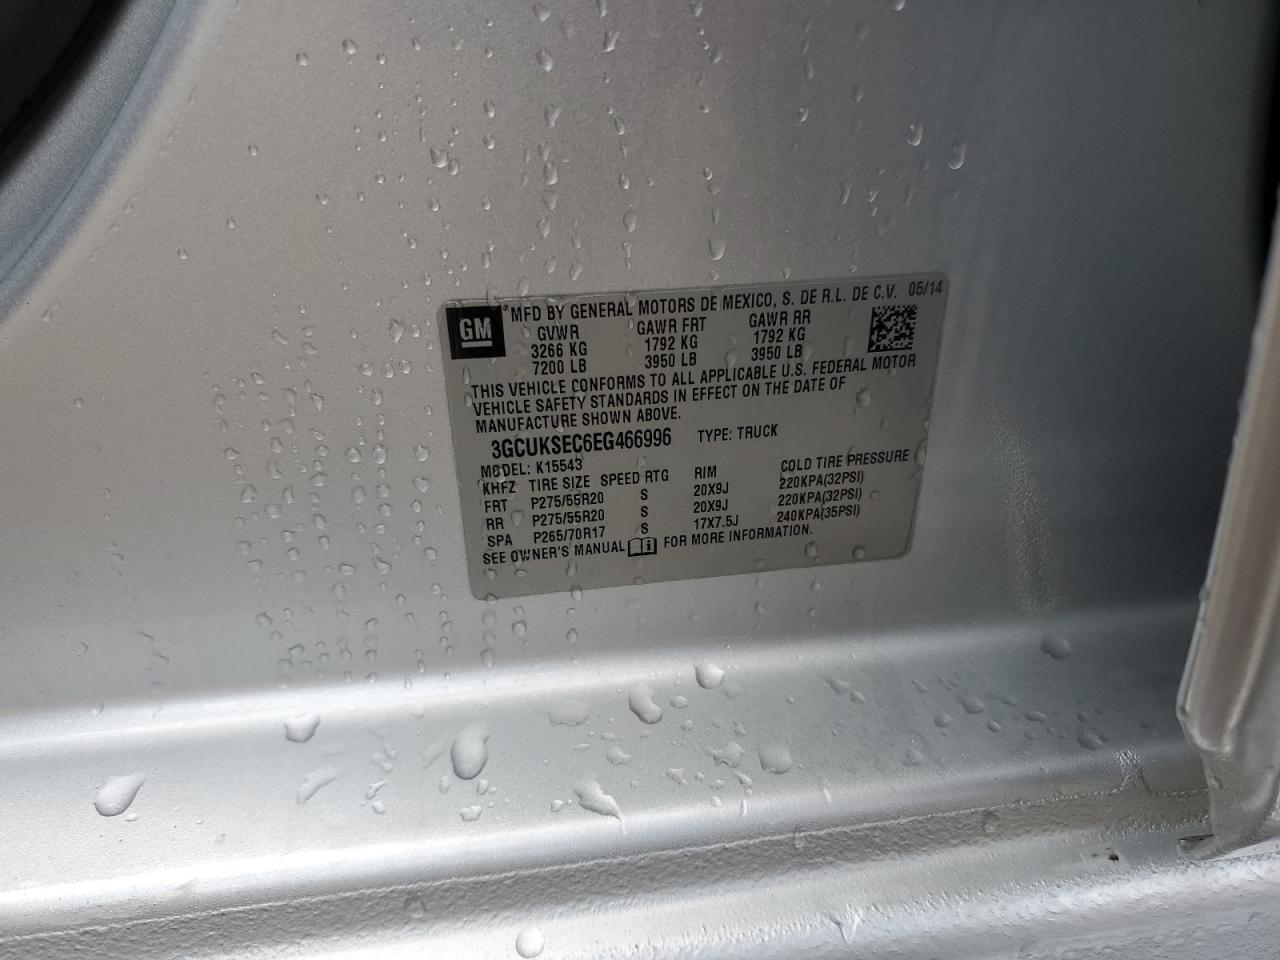 GM
®MFD BY GENERAL MOTORS DE MEXICO, S. DE R.L. DE C.V. 05/14
GVWR GAWR FRT GAWR RR
3266 KG 1792 KG 1792 KG
7200 LB 3950 LB 3950 LB
THIS VEHICLE CONFORMS TO ALL APPLICABLE U.S. FEDERAL MOTOR
VEHICLE SAFETY STANDARDS IN EFFECT ON THE DATE OF
MANUFACTURE SHOWN ABOVE.
3GCUKSEC6EG466996 TYPE: TRUCK
MODEL: K15543
KHFZ TIRE SIZE SPEED RTG RIM COLD TIRE PRESSURE
FRT P275/55R20 S 20X9J 220KPA(32PSI)
RR P275/55R20 S 20X9J 220KPA(32PSI)
SPA P265/70R17 S 17X7.5J 240KPA(35PSI)
SEE OWNER'S MANUAL i FOR MORE INFORMATION.